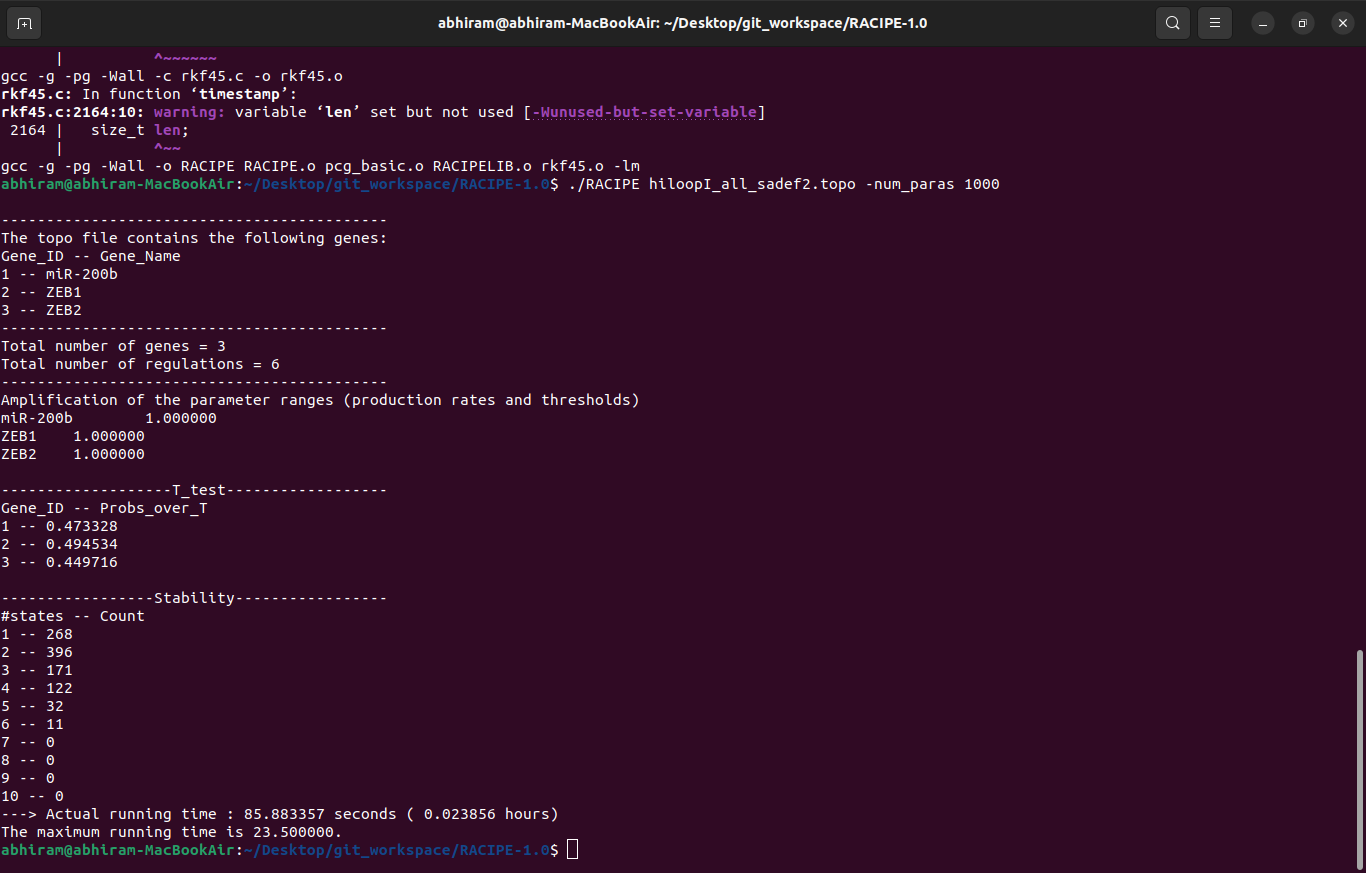 abhiram@abhiram-MacBookAir: ~/Desktop/git_workspace/RACIPE-1.0
      |          ^~~~~~~
gcc -g -pg -Wall -c rkf45.c -o rkf45.o
rkf45.c: In function ‘timestamp’:
rkf45.c:2164:10: warning: variable ‘len’ set but not used [-Wunused-but-set-variable]
 2164 |   size_t len;
      |          ^~~
gcc -g -pg -Wall -o RACIPE RACIPE.o pcg_basic.o RACIPELIB.o rkf45.o -lm
abhiram@abhiram-MacBookAir:~/Desktop/git_workspace/RACIPE-1.0$ ./RACIPE hiloopI_all_sadef2.topo -num_paras 1000
-------------------------------------------
The topo file contains the following genes:
Gene_ID -- Gene_Name
1 -- miR-200b
2 -- ZEB1
3 -- ZEB2
-------------------------------------------
Total number of genes = 3
Total number of regulations = 6
-------------------------------------------
Amplification of the parameter ranges (production rates and thresholds)
miR-200b        1.000000
ZEB1    1.000000
ZEB2    1.000000
-------------------T_test------------------
Gene_ID -- Probs_over_T
1 -- 0.473328
2 -- 0.494534
3 -- 0.449716
-----------------Stability-----------------
#states -- Count
1 -- 268
2 -- 396
3 -- 171
4 -- 122
5 -- 32
6 -- 11
7 -- 0
8 -- 0
9 -- 0
10 -- 0
---> Actual running time : 85.883357 seconds ( 0.023856 hours)
The maximum running time is 23.500000.
abhiram@abhiram-MacBookAir:~/Desktop/git_workspace/RACIPE-1.0$